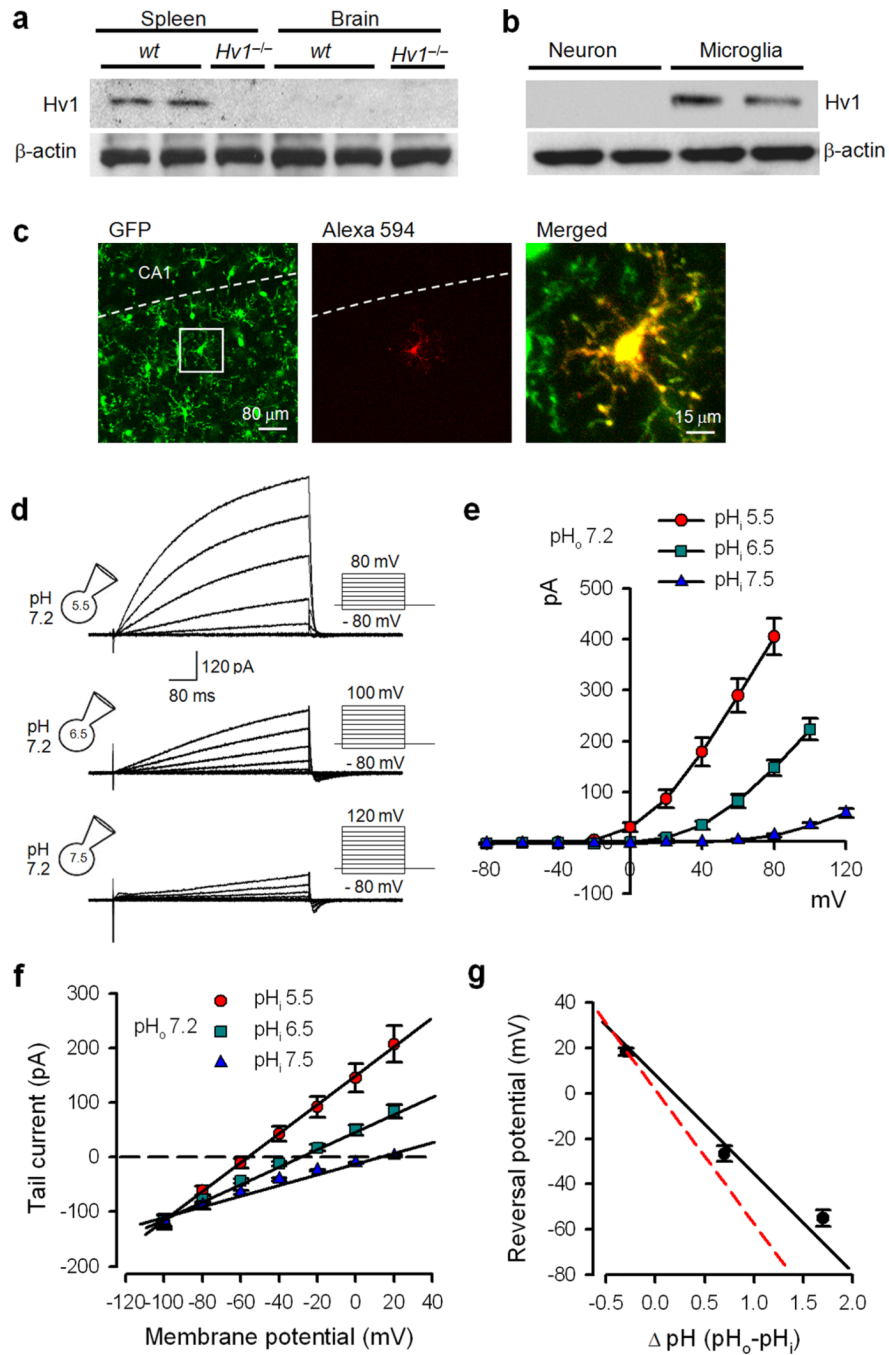 a
Spleen Brain
wt Hv1–/– wt Hv1–/–
Hv1
β-actin
b
Neuron Microglia
Hv1
β-actin
c
GFP Alexa 594 Merged
CA1
80 μm
15 μm
d
pH 7.2
5.5
80 mV
- 80 mV
120 pA
80 ms
pH 7.2
6.5
100 mV
- 80 mV
pH 7.2
7.5
120 mV
- 80 mV
e
pHo 7.2
pHi 5.5
pHi 6.5
pHi 7.5
pA
500
400
300
200
100
0
-100
-80 -40 0 40 80 120
mV
f
pHo 7.2
pHi 5.5
pHi 6.5
pHi 7.5
Tail current (pA)
300
200
100
0
-100
-200
-120 -100 -80 -60 -40 -20 0 20 40
Membrane potential (mV)
g
Reversal potential (mV)
40
20
0
-20
-40
-60
-80
-0.5 0.0 0.5 1.0 1.5 2.0
Δ pH (pHo-pHi)